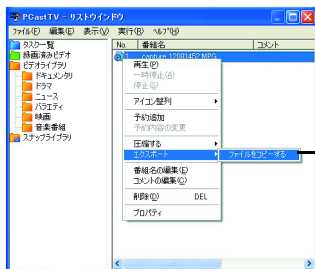 PCastTV - リストウィンドウ
ファイル(F) 編集(E) 表示(V) 実行(R) ヘルプ(H)
タスク一覧
録画済みビデオ
ビデオライブラリ
ドキュメンタリ
ドラマ
ニュース
バラエティ
映画
音楽番組
スナップライブラリ
No. 番組名 コメント
1 capture 12081452.MPG
再生(P)
一時停止(A)
停止(S)
アイコン整列
予約追加
予約内容の変更
圧縮する
エクスポート
ファイルをコピーする
番組名の編集(E)
コメントの編集(C)
削除(D) DEL
プロパティ